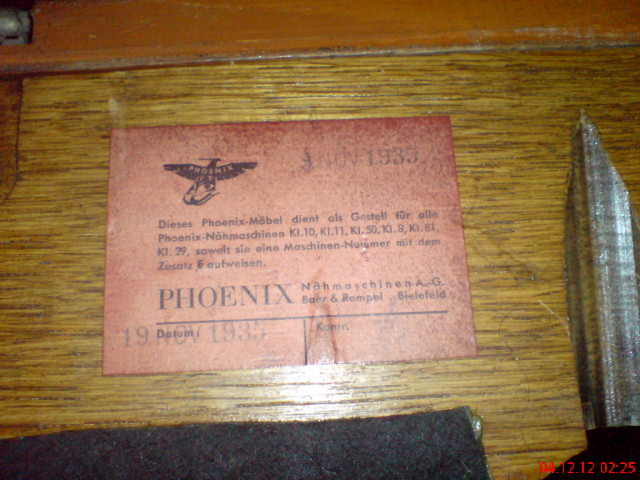 PHOENIX
NOV 1935
Dieses Phoenix-Möbel dient als Gestell für alle
Phoenix-Nähmaschinen Kl.10, Kl.11, Kl.50, Kl.8, Kl.81,
Kl. 29, soweit sie eine Maschinen-Nummer mit dem
Zusatz E aufweisen.
PHOENIX Nähmaschinen A.-G.
Baer & Rempel . Bielefeld
Datum: Kontr.
19 NOV 1935
04.12.12 02:25